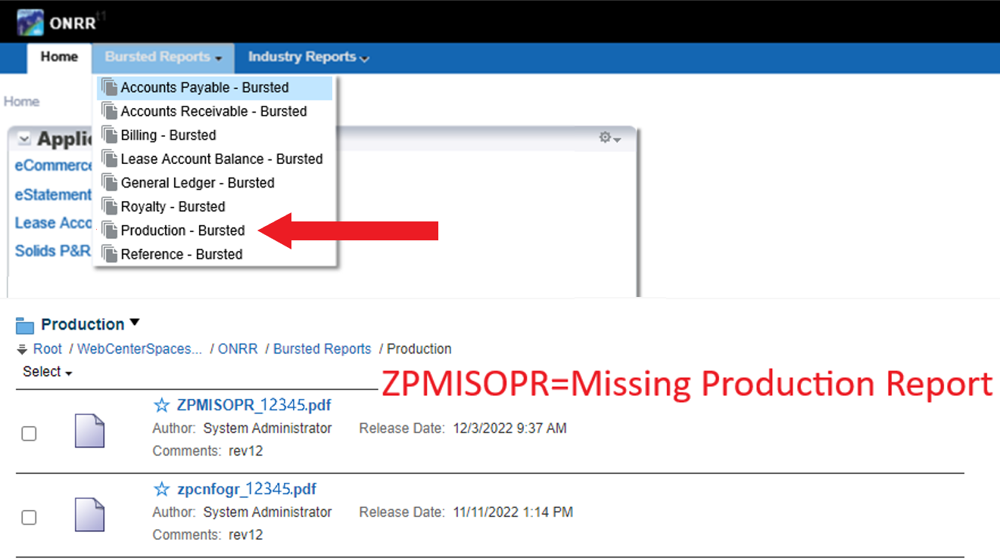 ONRR t1
Home Bursted Reports Industry Reports
Home
Accounts Payable - Bursted
Accounts Receivable - Bursted
Billing - Bursted
Lease Account Balance - Bursted
General Ledger - Bursted
Royalty - Bursted
Production - Bursted
Reference - Bursted
Applic
eCommerce
eStatement
Lease Acco
Solids P&R
Production
Root / WebCenterSpaces... / ONRR / Bursted Reports / Production
Select
ZPMISOPR=Missing Production Report
ZPMISOPR_12345.pdf
Author: System Administrator Release Date: 12/3/2022 9:37 AM
Comments: rev12
zpcnfogr_12345.pdf
Author: System Administrator Release Date: 11/11/2022 1:14 PM
Comments: rev12